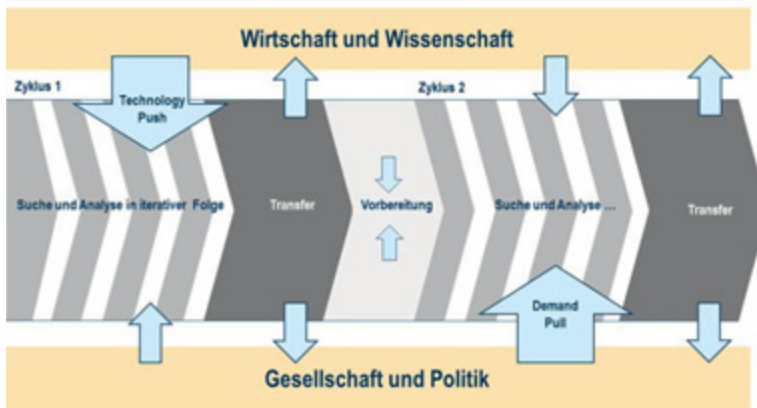 Wirtschaft und Wissenschaft
Zyklus 1
Zyklus 2
Technology
Push
Suche und Analyse in iterativer Folge
Transfer
Vorbereitung
Suche und Analyse ...
Transfer
Demand
Pull
Gesellschaft und Politik